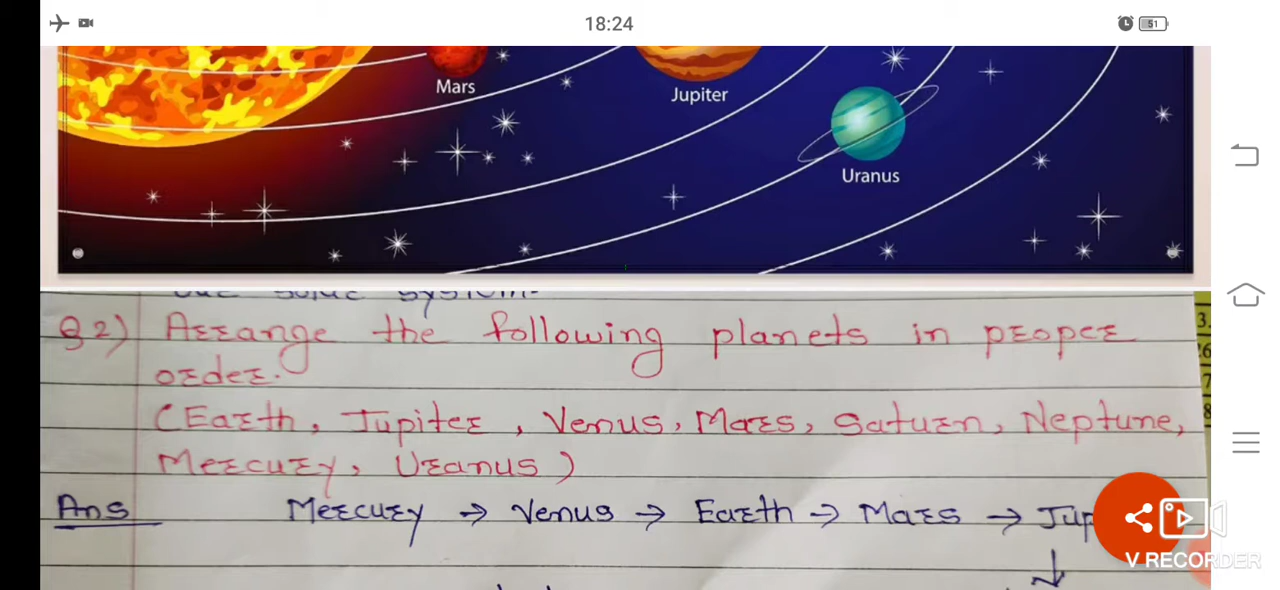 18:24
51
Mars
Jupiter
Uranus
Q2) Arrange the following planets in proper
order.
(Earth, Jupiter, Venus, Mars, Saturn, Neptune,
Mercury, Uranus)
Ans Mercury → Venus → Earth → Mars → Jup
↓
V RECORDER